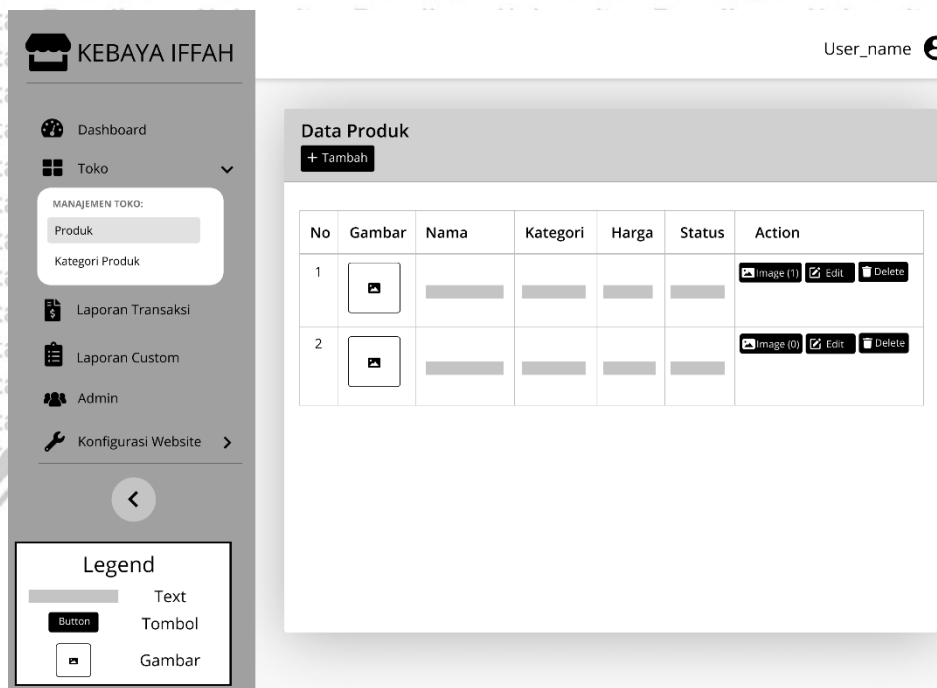 KEBAYA IFFAH
User_name
Dashboard
Toko
MANAJEMEN TOKO:
Produk
Kategori Produk
Laporan Transaksi
Laporan Custom
Admin
Konfigurasi Website
Data Produk
+ Tambah
No Gambar Nama Kategori Harga Status Action
1 Image (1) Edit Delete
2 Image (0) Edit Delete
Legend
Text
Button Tombol
Gambar